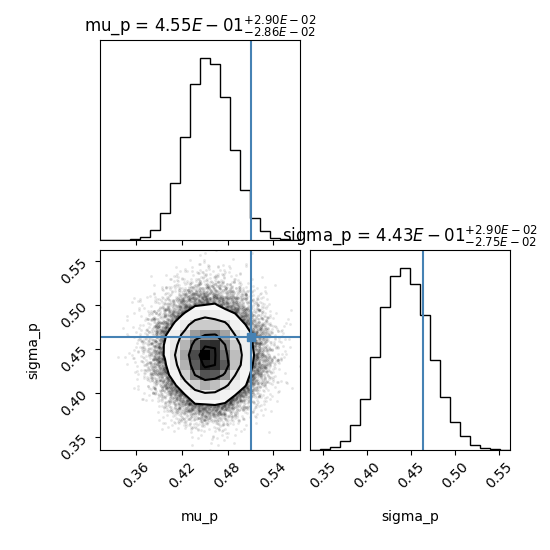 mu_p = 4.55E − 01+2.90E−02−2.86E−02
sigma_p = 4.43E − 01+2.90E−02−2.75E−02
sigma_p
0.55
0.50
0.45
0.40
0.35
0.36 0.42 0.48 0.54
0.35 0.40 0.45 0.50 0.55
mu_p
sigma_p